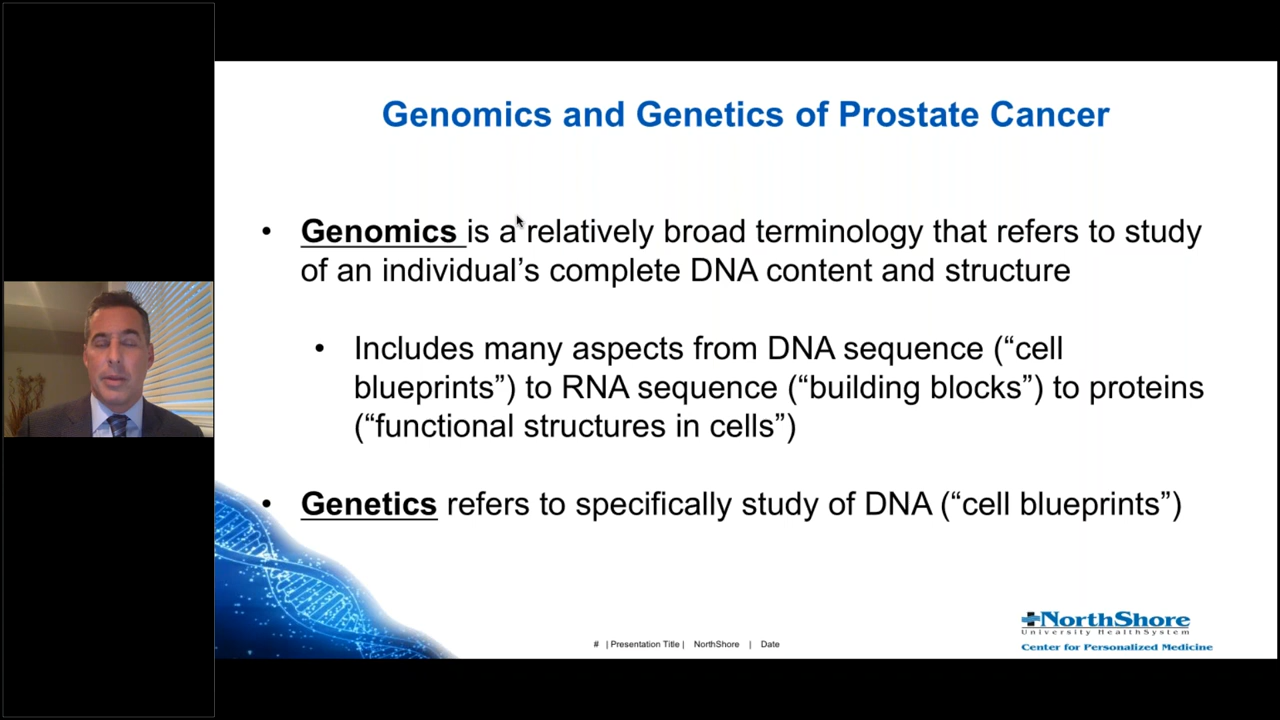 Genomics and Genetics of Prostate Cancer
• Genomics is a relatively broad terminology that refers to study
of an individual’s complete DNA content and structure
• Includes many aspects from DNA sequence (“cell
blueprints”) to RNA sequence (“building blocks”) to proteins
(“functional structures in cells”)
• Genetics refers to specifically study of DNA (“cell blueprints”)
# | Presentation Title | NorthShore | Date
NorthShore
University HealthSystem
Center for Personalized Medicine